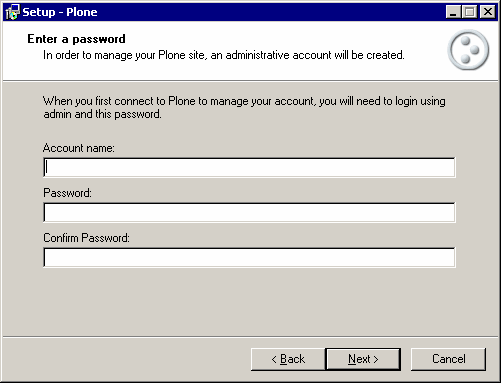 Setup - Plone
Enter a password
In order to manage your Plone site, an administrative account will be created.
When you first connect to Plone to manage your account, you will need to login using
admin and this password.
Account name:
Password:
Confirm Password:
< Back
Next >
Cancel